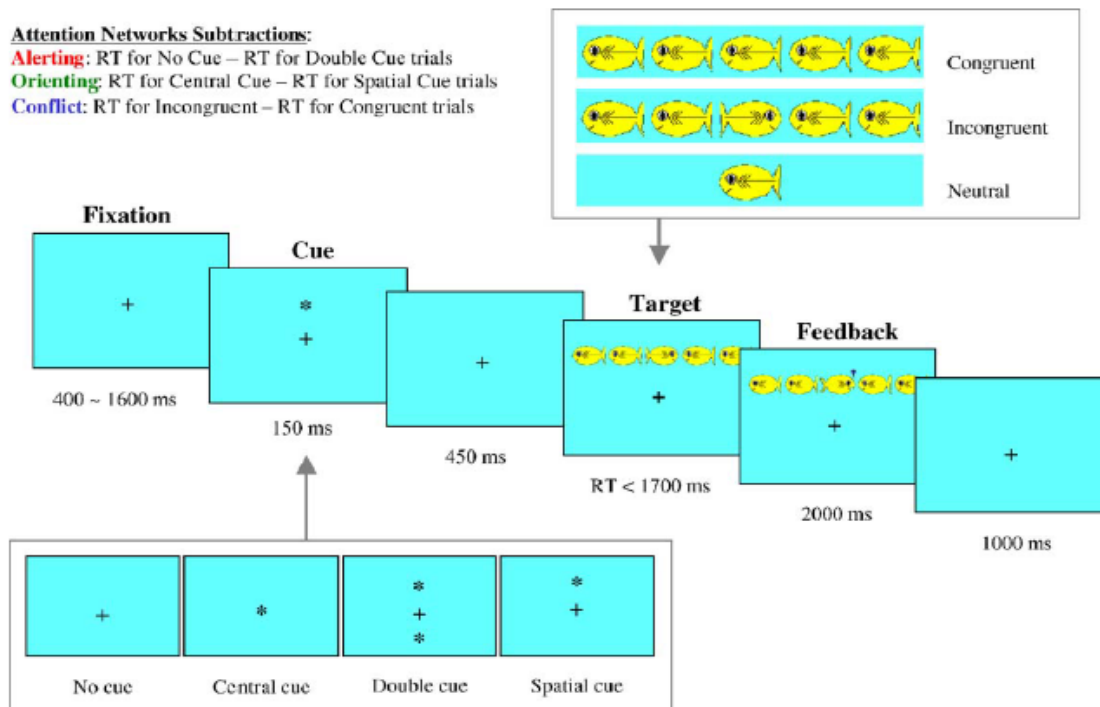 Attention Networks Subtractions:
Alerting: RT for No Cue – RT for Double Cue trials
Orienting: RT for Central Cue – RT for Spatial Cue trials
Conflict: RT for Incongruent – RT for Congruent trials
Congruent
Incongruent
Neutral
Fixation
Cue
Target
Feedback
400 ~ 1600 ms
150 ms
450 ms
RT < 1700 ms
2000 ms
1000 ms
No cue
Central cue
Double cue
Spatial cue